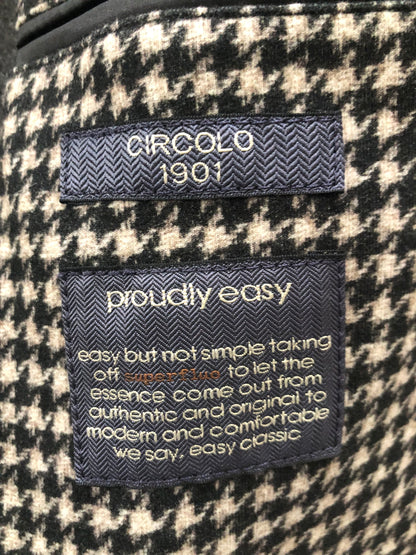 CIRCOLO
1901
proudly easy
easy but not simple taking
off superfluo to let the
essence come out from
authentic and original to
modern and comfortable
we say, easy classic